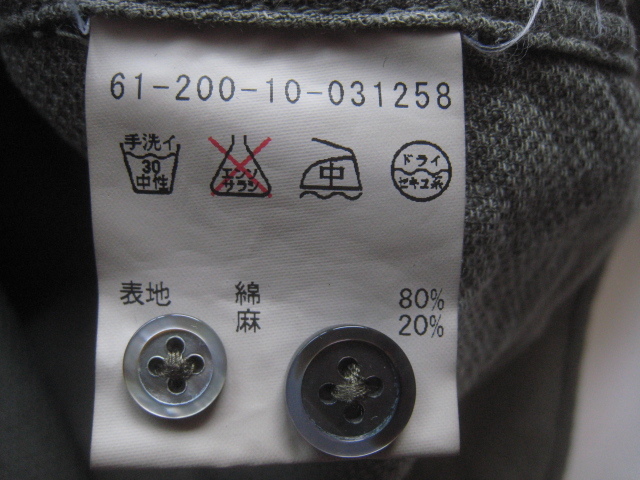 61-200-10-031258
手洗イ
30
中性
エンソ
サラシ
中
ドライ
セキユ系
表地 綿 80%
麻 20%